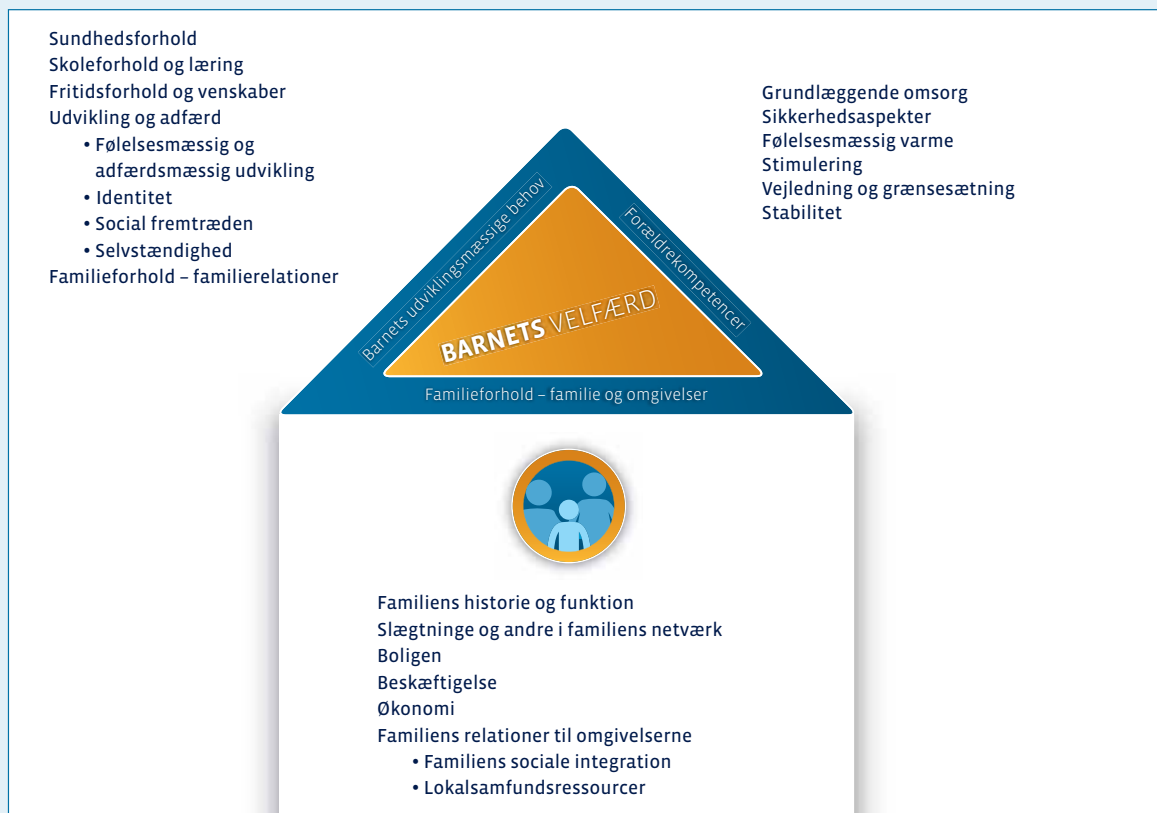 Sundhedsforhold
Skoleforhold og læring
Fritidsforhold og venskaber
Udvikling og adfærd
• Følelsesmæssig og
adfærdsmæssig udvikling
• Identitet
• Social fremtræden
• Selvstændighed
Familieforhold – familierelationer
Grundlæggende omsorg
Sikkerhedsaspekter
Følelsesmæssig varme
Stimulering
Vejledning og grænsesætning
Stabilitet
Barnets udviklingsmæssige behov
Forældrekompetencer
BARNETS VELFÆRD
Familieforhold – familie og omgivelser
Familiens historie og funktion
Slægtninge og andre i familiens netværk
Boligen
Beskæftigelse
Økonomi
Familiens relationer til omgivelserne
• Familiens sociale integration
• Lokalsamfundsressourcer